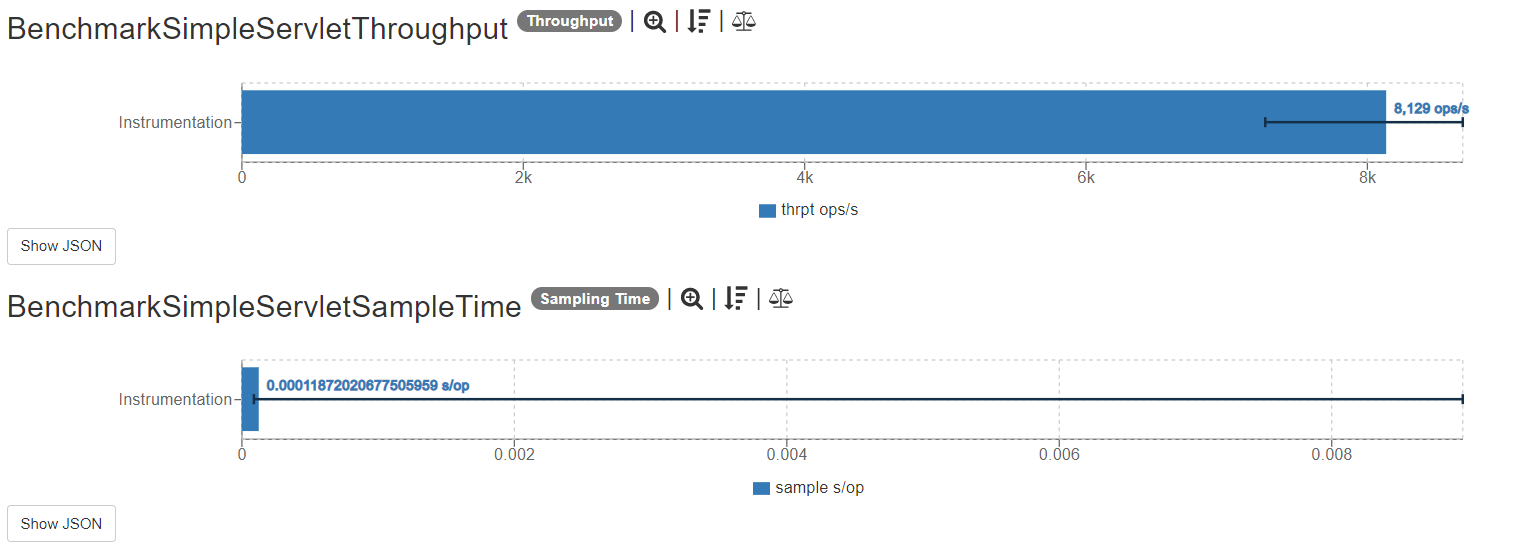 BenchmarkSimpleServletThroughput Throughput
8,129 ops/s
Instrumentation
0 2k 4k 6k 8k
thrpt ops/s
Show JSON
BenchmarkSimpleServletSampleTime Sampling Time
0.00011872020677505959 s/op
Instrumentation
0 0.002 0.004 0.006 0.008
sample s/op
Show JSON